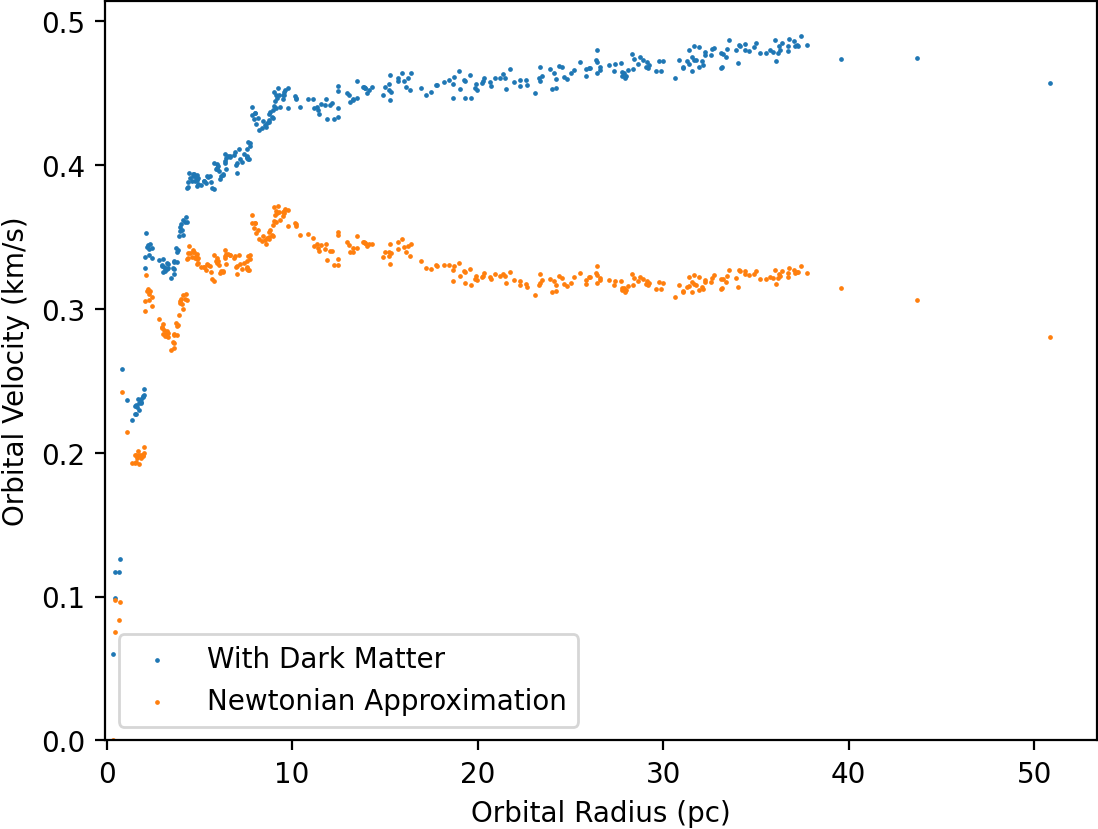 0.5
0.4
0.3
0.2
0.1
0.0
Orbital Velocity (km/s)
With Dark Matter
Newtonian Approximation
0 10 20 30 40 50
Orbital Radius (pc)